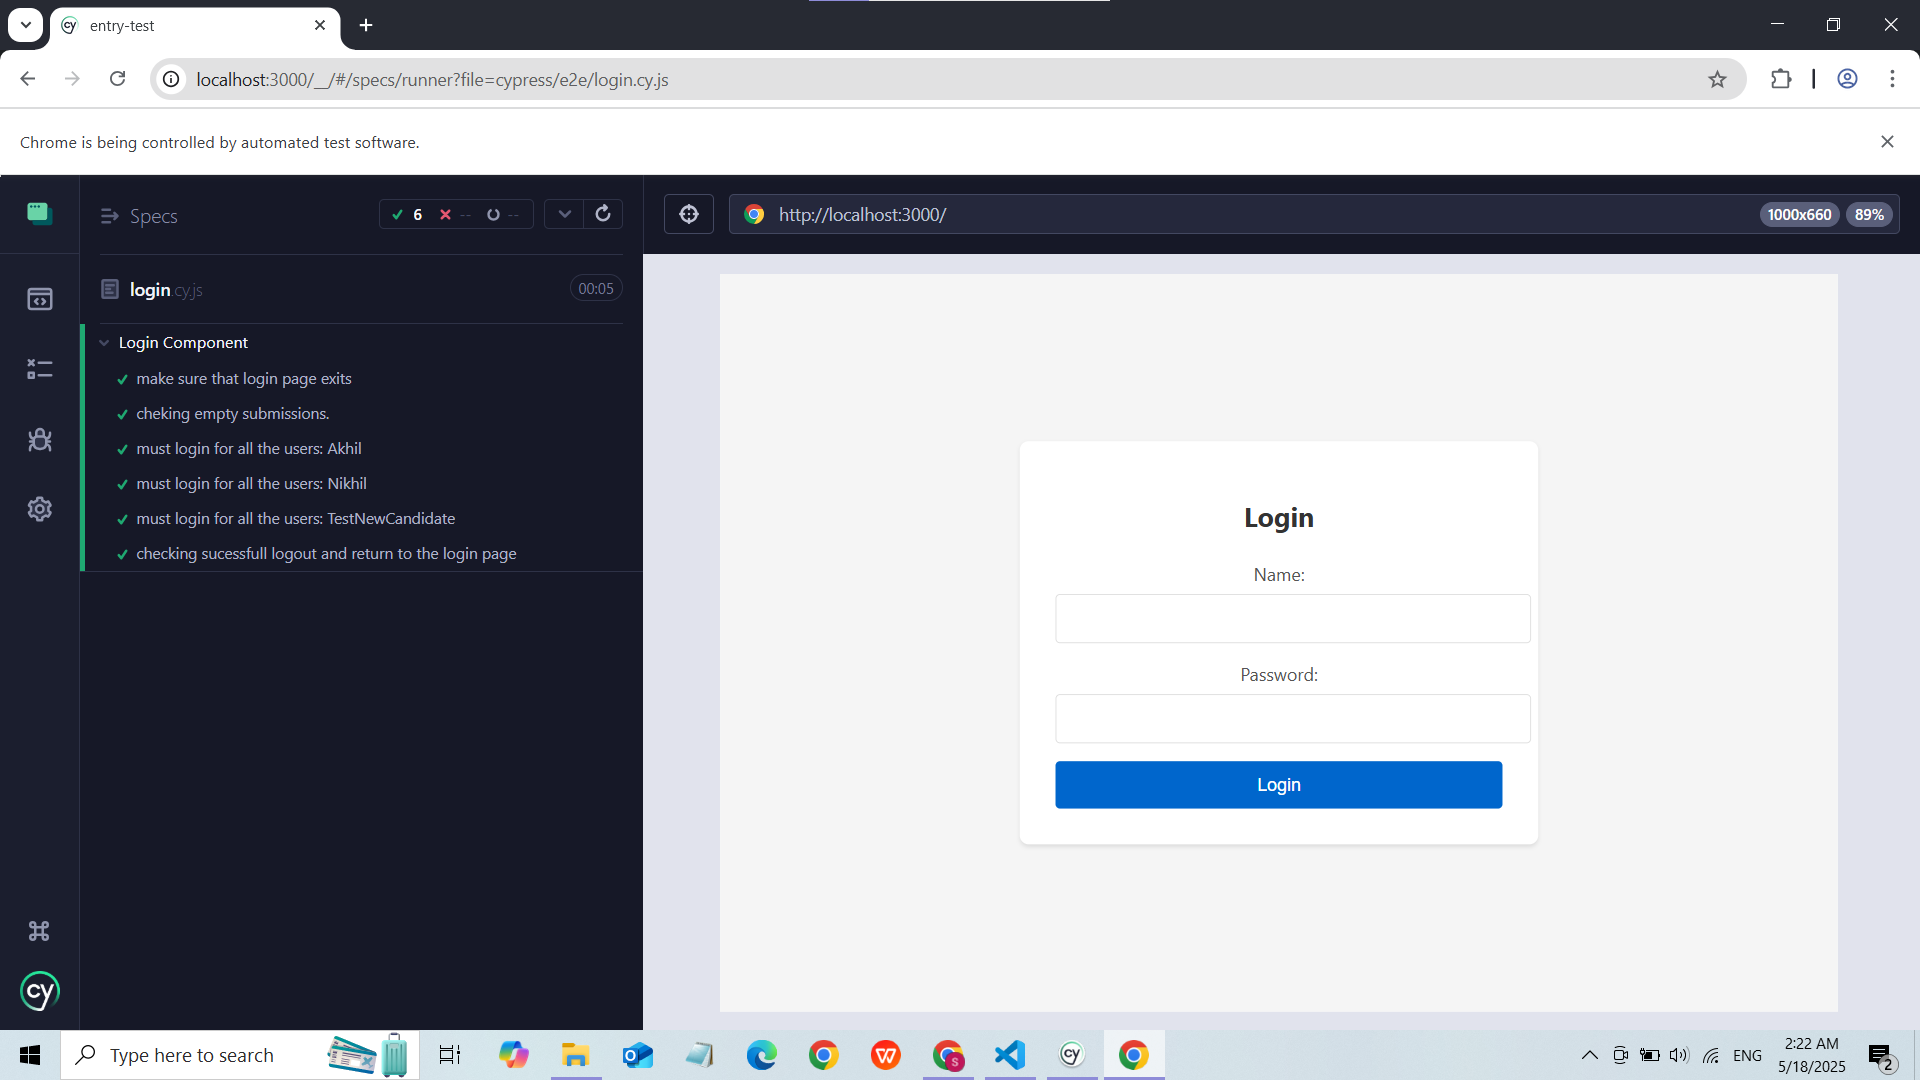 entry-test
localhost:3000/__/#/specs/runner?file=cypress/e2e/login.cy.js
Chrome is being controlled by automated test software.
Specs
6 -- --
login.cy.js
00:05
Login Component
make sure that login page exits
cheking empty submissions.
must login for all the users: Akhil
must login for all the users: Nikhil
must login for all the users: TestNewCandidate
checking sucessfull logout and return to the login page
cy
http://localhost:3000/
1000x660
89%
Login
Name:
Password:
Login
Type here to search
ENG
2:22 AM
5/18/2025
2